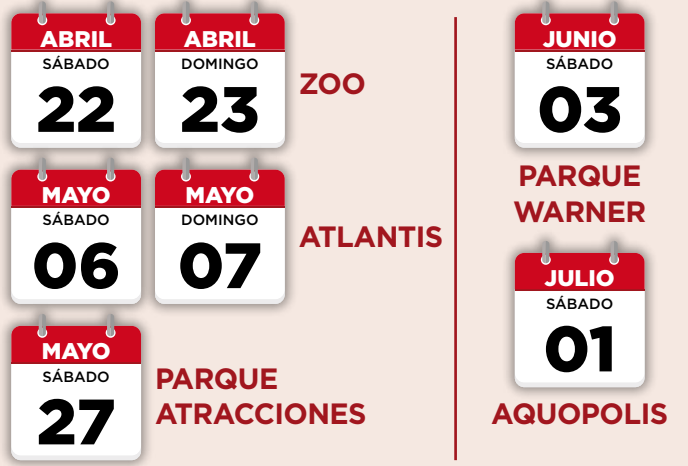 ABRIL
SÁBADO
22
ABRIL
DOMINGO
23
ZOO
MAYO
SÁBADO
06
MAYO
DOMINGO
07
ATLANTIS
MAYO
SÁBADO
27
PARQUE
ATRACCIONES
JUNIO
SÁBADO
03
PARQUE
WARNER
JULIO
SÁBADO
01
AQUOPOLIS